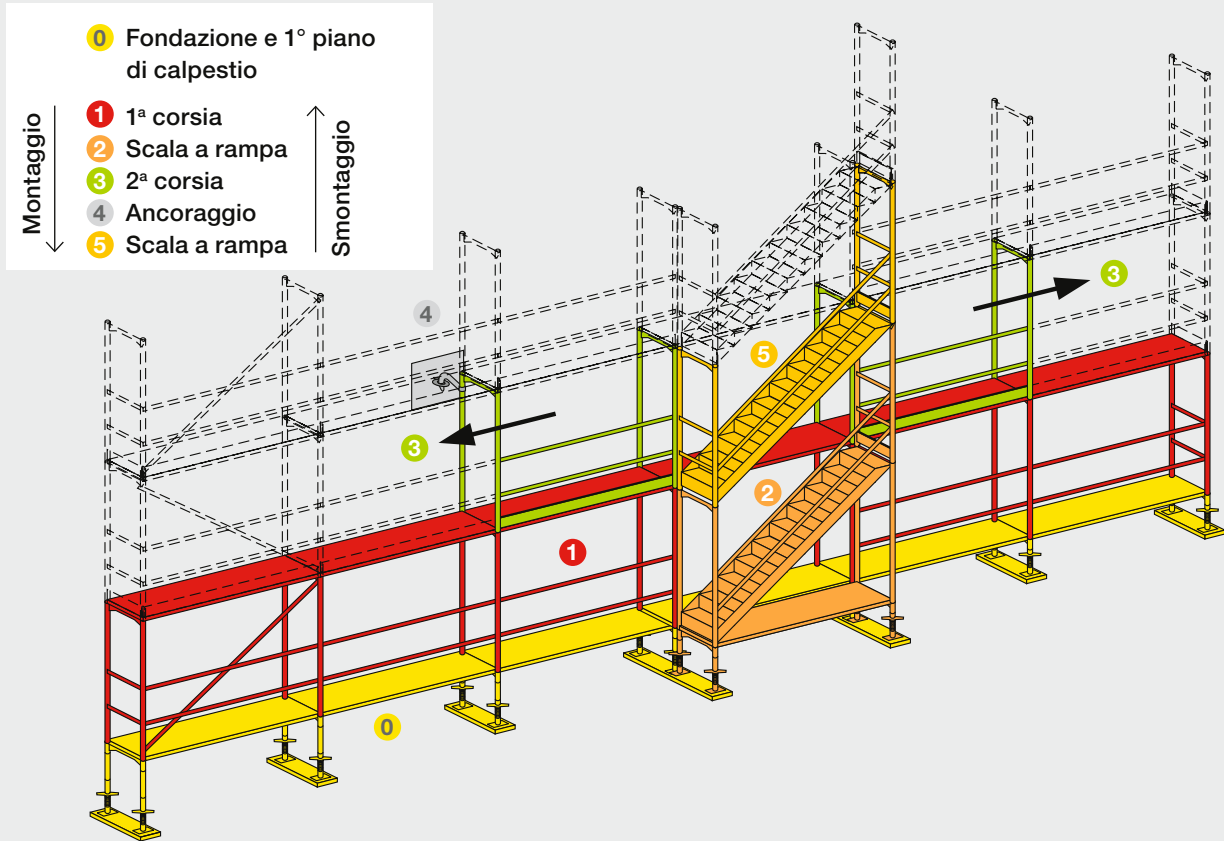 0 Fondazione e 1° piano
di calpestio
Montaggio
1 1ª corsia
2 Scala a rampa
3 2ª corsia
4 Ancoraggio
5 Scala a rampa
Smontaggio
3
4
5
3
2
1
0